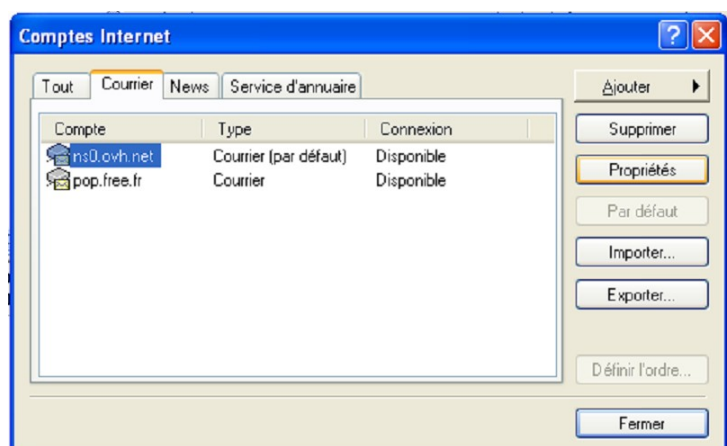 Comptes Internet
Tout Courrier News Service d'annuaire
Ajouter
Compte Type Connexion
Supprimer
ns0.ovh.net Courrier (par défaut) Disponible
Propriétés
pop.free.fr Courrier Disponible
Par défaut
Importer...
Exporter...
Définir l'ordre...
Fermer